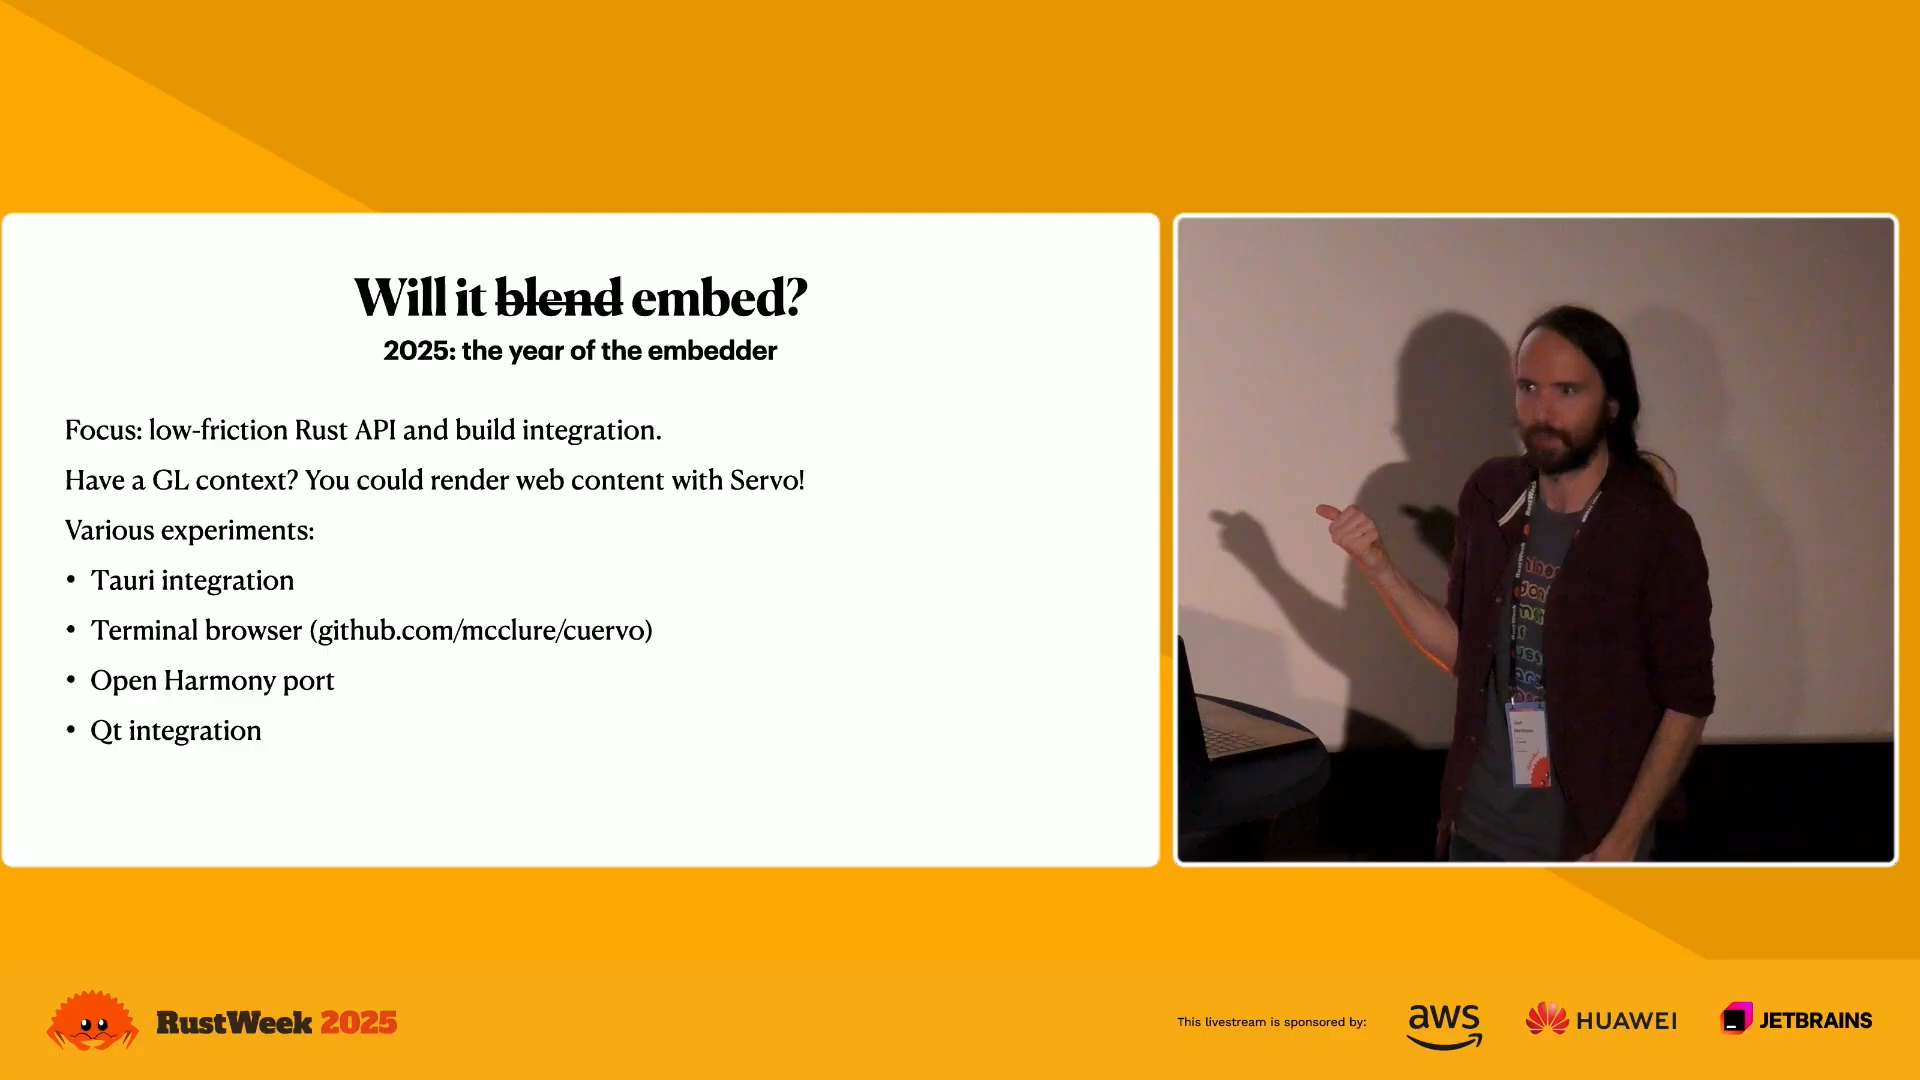 Will it blend embed?
2025: the year of the embedder
Focus: low-friction Rust API and build integration.
Have a GL context? You could render web content with Servo!
Various experiments:
• Tauri integration
• Terminal browser (github.com/mcclure/cuervo)
• Open Harmony port
• Qt integration
RustWeek
RustWeek 2025
This livestream is sponsored by:
aws
HUAWEI
JETBRAINS